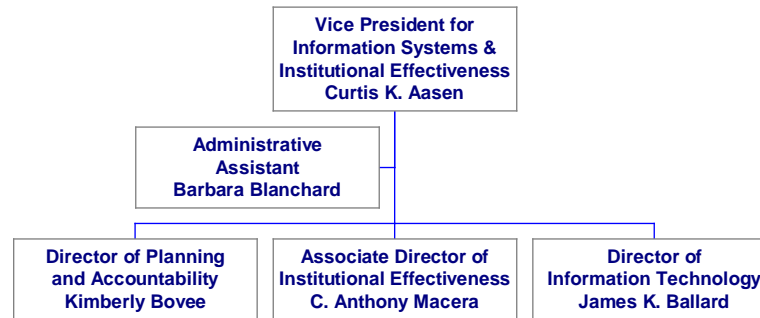 Vice President for
Information Systems &
Institutional Effectiveness
Curtis K. Aasen
Administrative
Assistant
Barbara Blanchard
Director of Planning
and Accountability
Kimberly Bovee
Associate Director of
Institutional Effectiveness
C. Anthony Macera
Director of
Information Technology
James K. Ballard